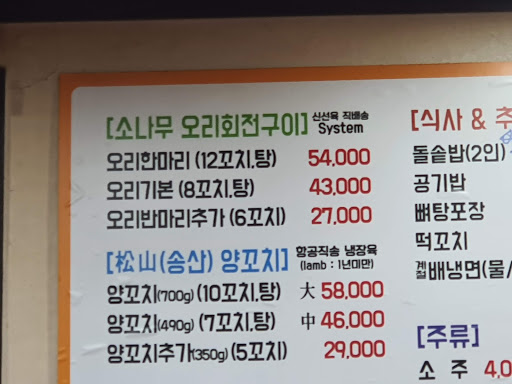 [소나무 오리회전구이] 신선육 직배송 System
오리한마리 (12꼬치,탕) 54,000
오리기본 (8꼬치,탕) 43,000
오리반마리추가 (6꼬치) 27,000
[松山(송산) 양꼬치] 항공직송 냉장육 (lamb : 1년미만)
양꼬치(700g) (10꼬치,탕) 大 58,000
양꼬치(490g) (7꼬치,탕) 中 46,000
양꼬치추가(350g) (5꼬치) 29,000
[식사 & 추
돌솥밥(2인)
공기밥
뼈탕포장
떡꼬치
계절배냉면(물/
[주류]
소 주 4,0